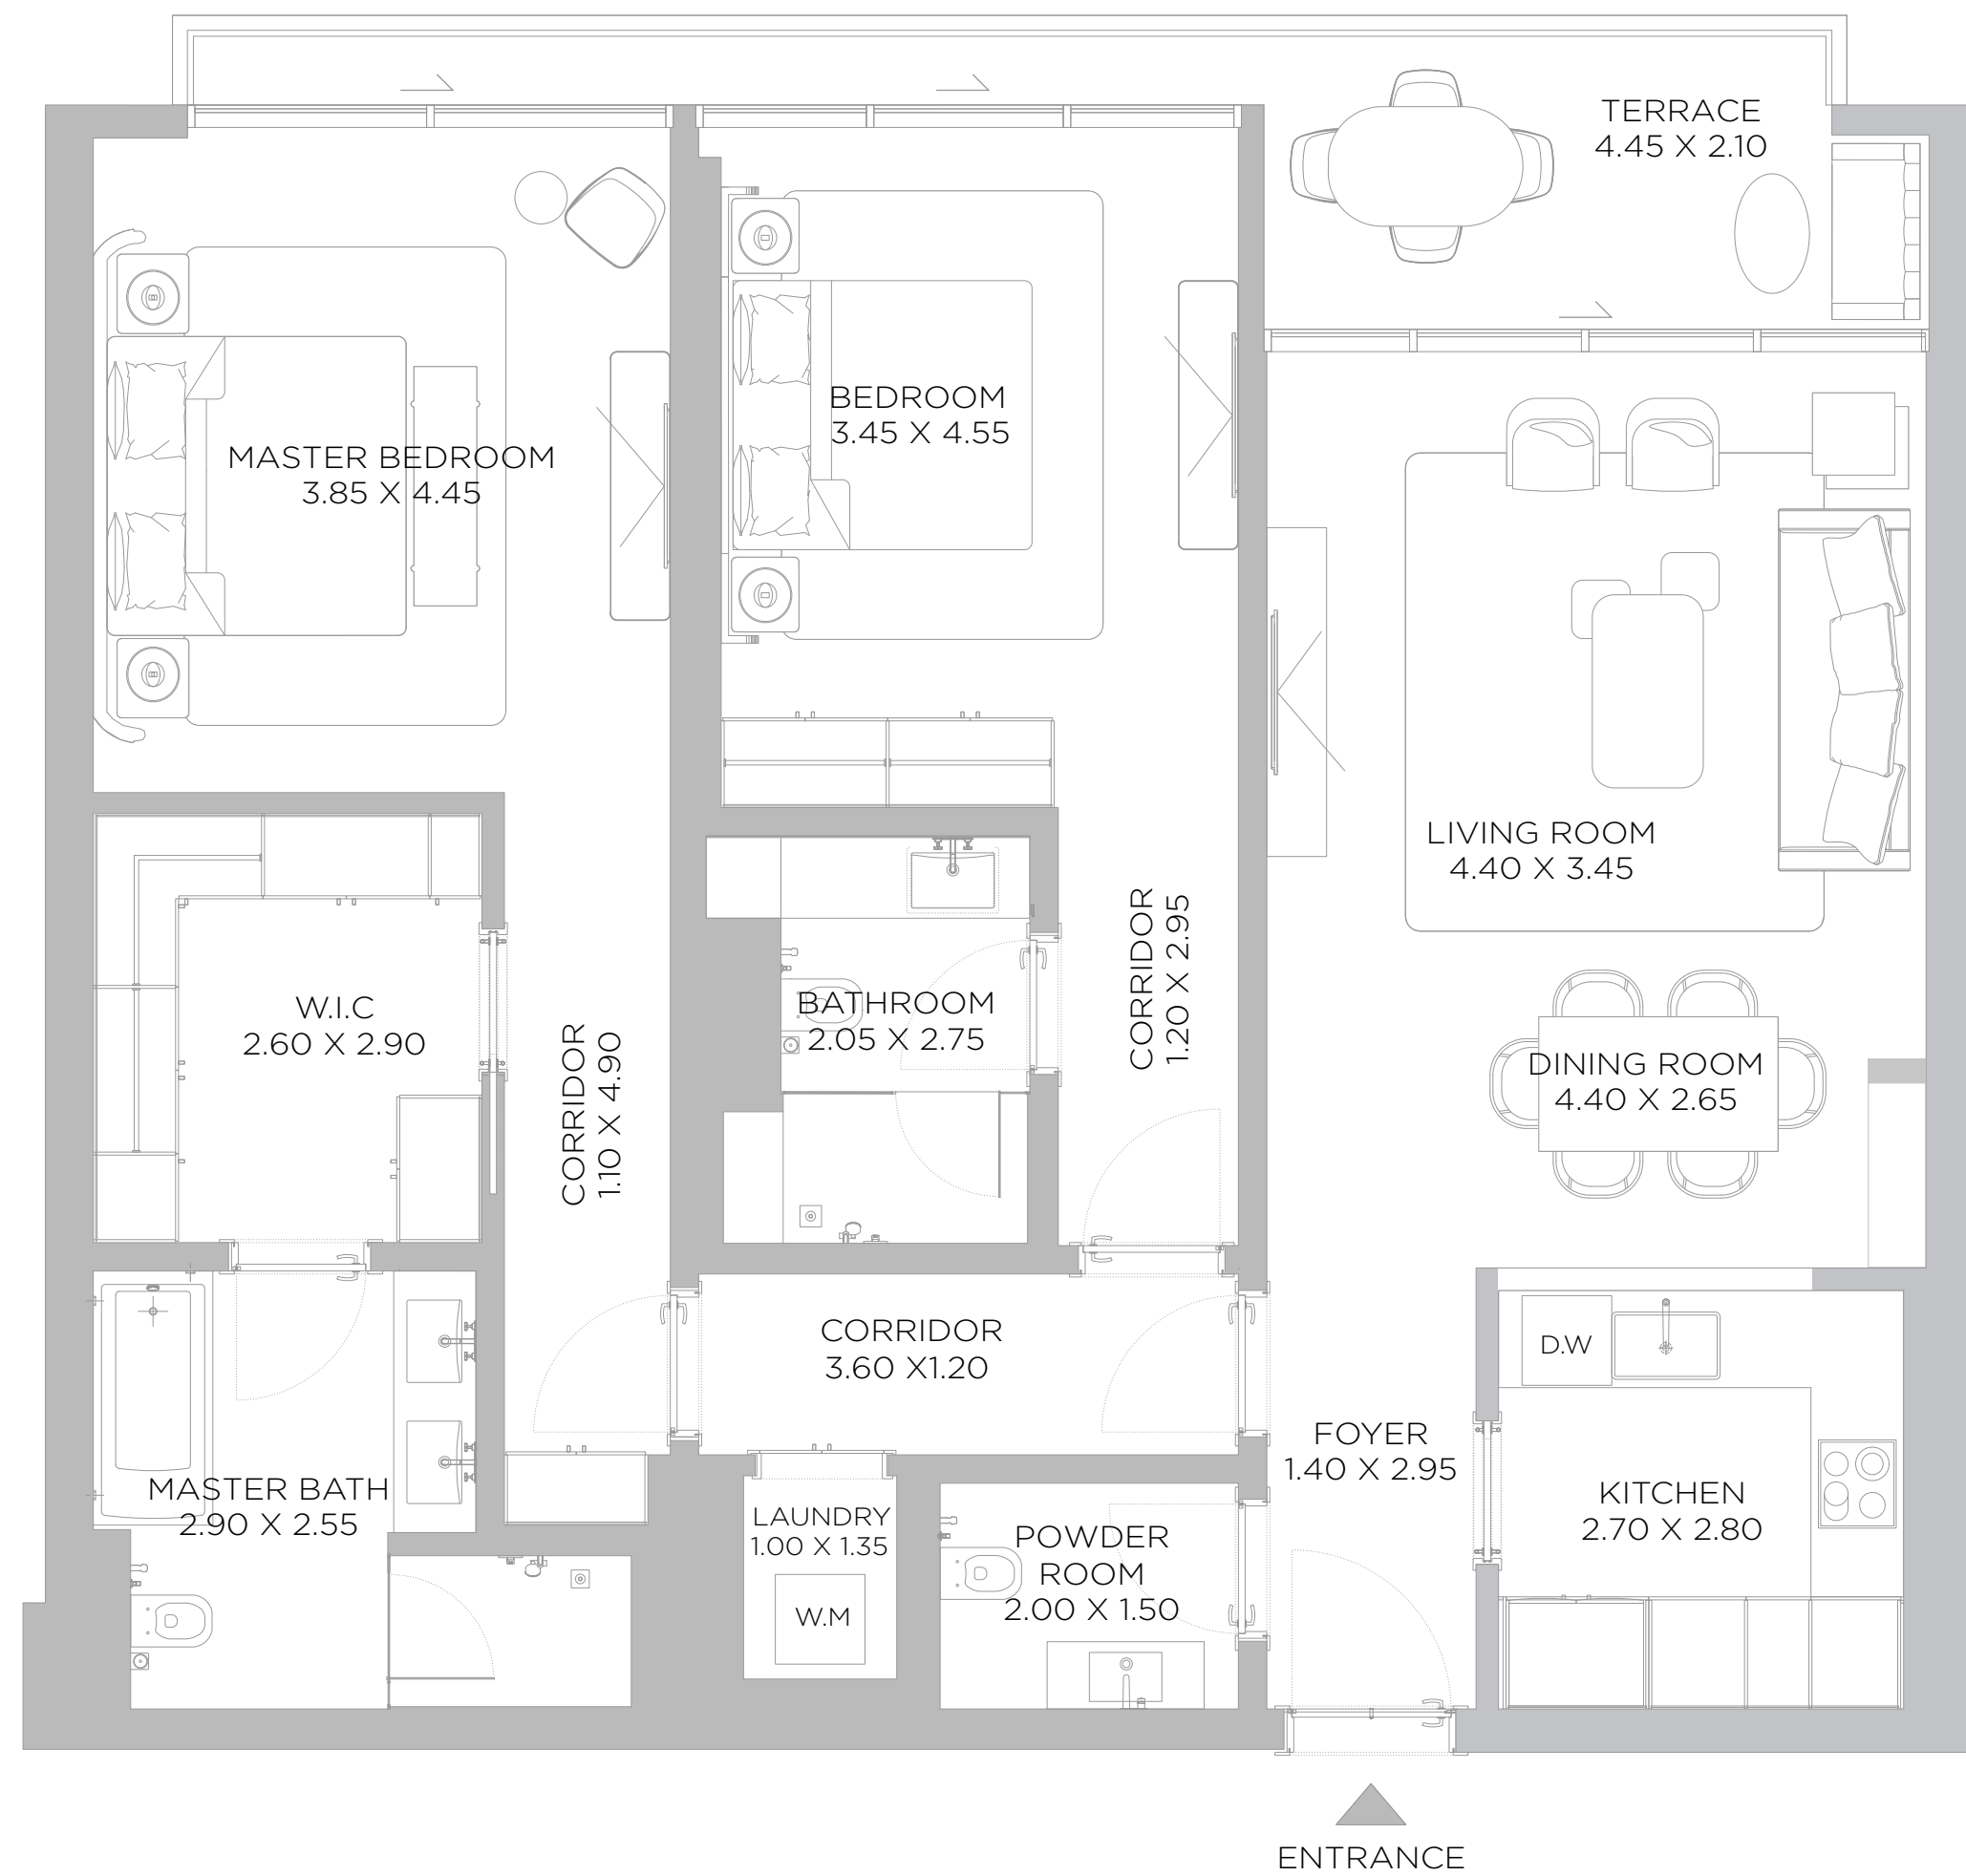 TERRACE
4.45 X 2.10
BEDROOM
3.45 X 4.55
MASTER BEDROOM
3.85 X 4.45
LIVING ROOM
4.40 X 3.45
W.I.C
2.60 X 2.90
CORRIDOR
1.10 X 4.90
BATHROOM
2.05 X 2.75
CORRIDOR
1.20 X 2.95
DINING ROOM
4.40 X 2.65
CORRIDOR
3.60 X1.20
D.W
FOYER
1.40 X 2.95
MASTER BATH
2.90 X 2.55
LAUNDRY
1.00 X 1.35
W.M
POWDER
ROOM
2.00 X 1.50
KITCHEN
2.70 X 2.80
ENTRANCE